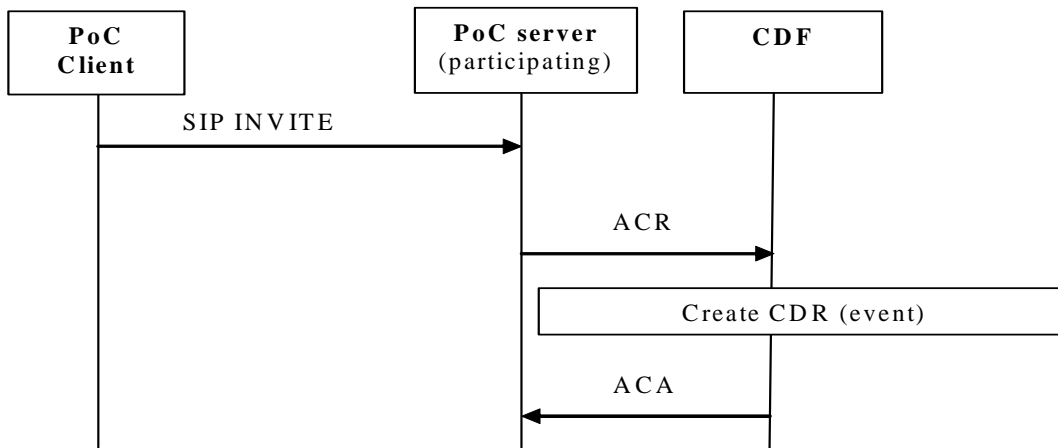 PoC
Client
PoC server
(participating)
CDF
SIP INVITE
ACR
Create CDR (event)
ACA